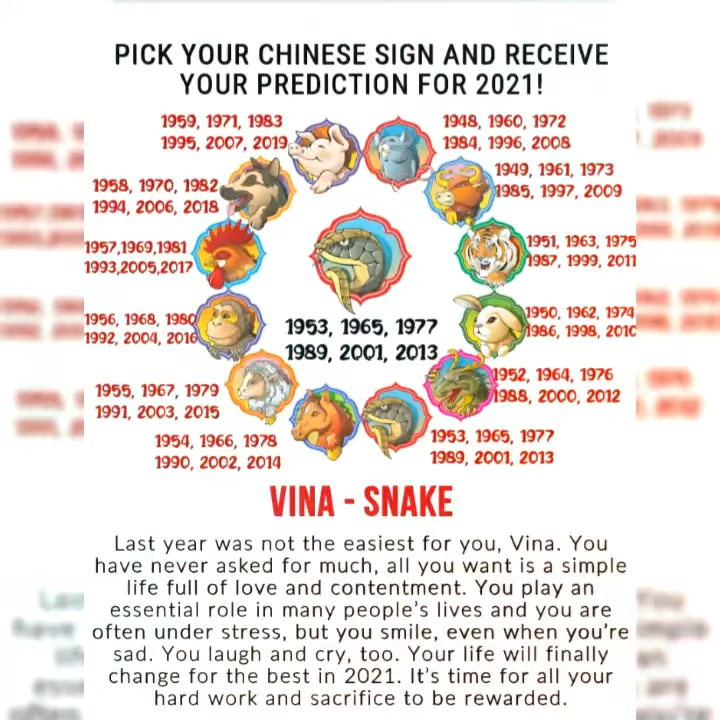 PICK YOUR CHINESE SIGN AND RECEIVE
YOUR PREDICTION FOR 2021!
1959, 1971, 1983
1995, 2007, 2019
1948, 1960, 1972
1984, 1996, 2008
1958, 1970, 1982
1994, 2006, 2018
1949, 1961, 1973
1985, 1997, 2009
1957,1969,1981
1993,2005,2017
1951, 1963, 1975
1987, 1999, 2011
1956, 1968, 1980
1992, 2004, 2016
1953, 1965, 1977
1989, 2001, 2013
1950, 1962, 1974
1986, 1998, 2010
1955, 1967, 1979
1991, 2003, 2015
1952, 1964, 1976
1988, 2000, 2012
1954, 1966, 1978
1990, 2002, 2014
1953, 1965, 1977
1989, 2001, 2013
VINA - SNAKE
Last year was not the easiest for you, Vina. You
have never asked for much, all you want is a simple
life full of love and contentment. You play an
essential role in many people's lives and you are
often under stress, but you smile, even when you're
sad. You laugh and cry, too. Your life will finally
change for the best in 2021. It's time for all your
hard work and sacrifice to be rewarded.